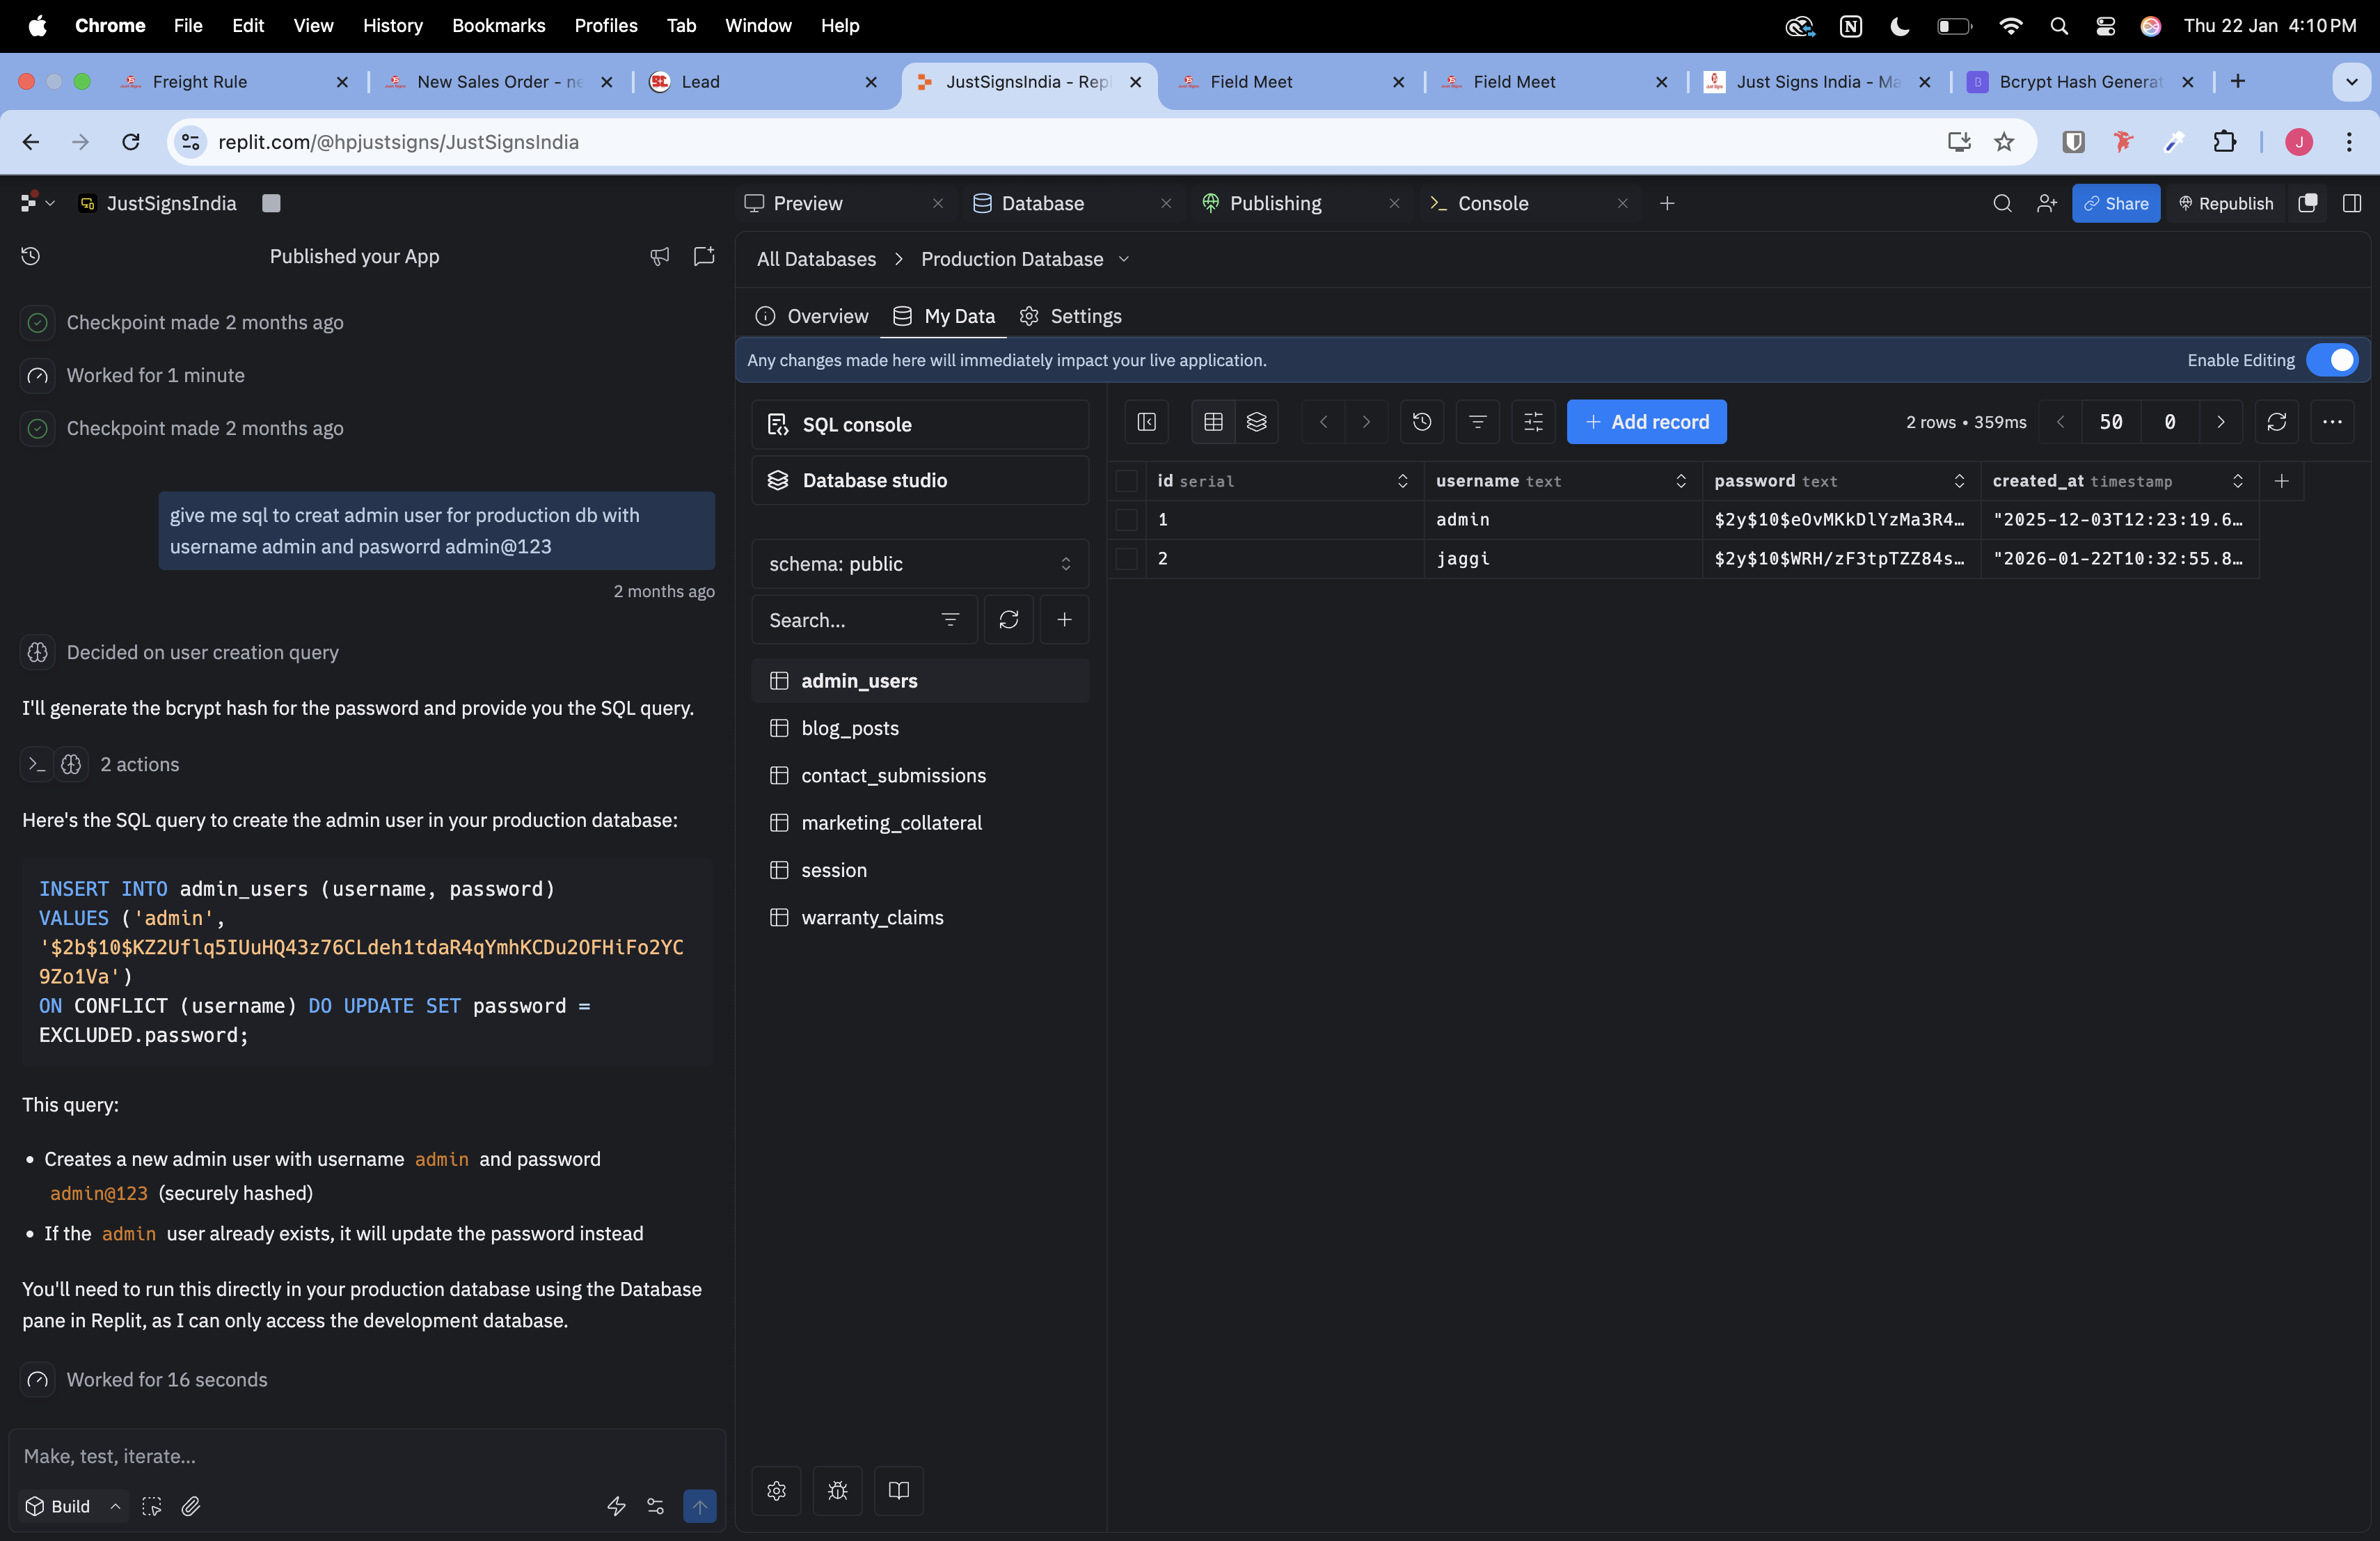 Chrome File Edit View History Bookmarks Profiles Tab Window Help Thu 22 Jan 4:10 PM
Freight Rule
New Sales Order - ne
Lead
JustSignsIndia - Repl
Field Meet
Field Meet
Just Signs India - Ma
Bcrypt Hash Generat
replit.com/@hpjustsigns/JustSignsIndia
J
JustSignsIndia
Preview
Database
Publishing
Console
Share
Republish
Published your App
Checkpoint made 2 months ago
Worked for 1 minute
Checkpoint made 2 months ago
give me sql to creat admin user for production db with
username admin and pasworrd admin@123
2 months ago
Decided on user creation query
I'll generate the bcrypt hash for the password and provide you the SQL query.
2 actions
Here's the SQL query to create the admin user in your production database:
INSERT INTO admin_users (username, password)
VALUES ('admin',
'$2b$10$KZ2Uflq5IUuHQ43z76CLdeh1tdaR4qYmhKCDu2OFHiFo2YC
9Zo1Va')
ON CONFLICT (username) DO UPDATE SET password =
EXCLUDED.password;
This query:
• Creates a new admin user with username admin and password
admin@123 (securely hashed)
• If the admin user already exists, it will update the password instead
You'll need to run this directly in your production database using the Database
pane in Replit, as I can only access the development database.
Worked for 16 seconds
Make, test, iterate...
Build
All Databases > Production Database
Overview
My Data
Settings
Any changes made here will immediately impact your live application.
Enable Editing
SQL console
Database studio
schema: public
Search...
admin_users
blog_posts
contact_submissions
marketing_collateral
session
warranty_claims
+ Add record
2 rows • 359ms
50 0
id serial username text password text created_at timestamp
1 admin $2y$10$eOvMKkDlYzMa3R4… "2025-12-03T12:23:19.6…
2 jaggi $2y$10$WRH/zF3tpTZZ84s… "2026-01-22T10:32:55.8…